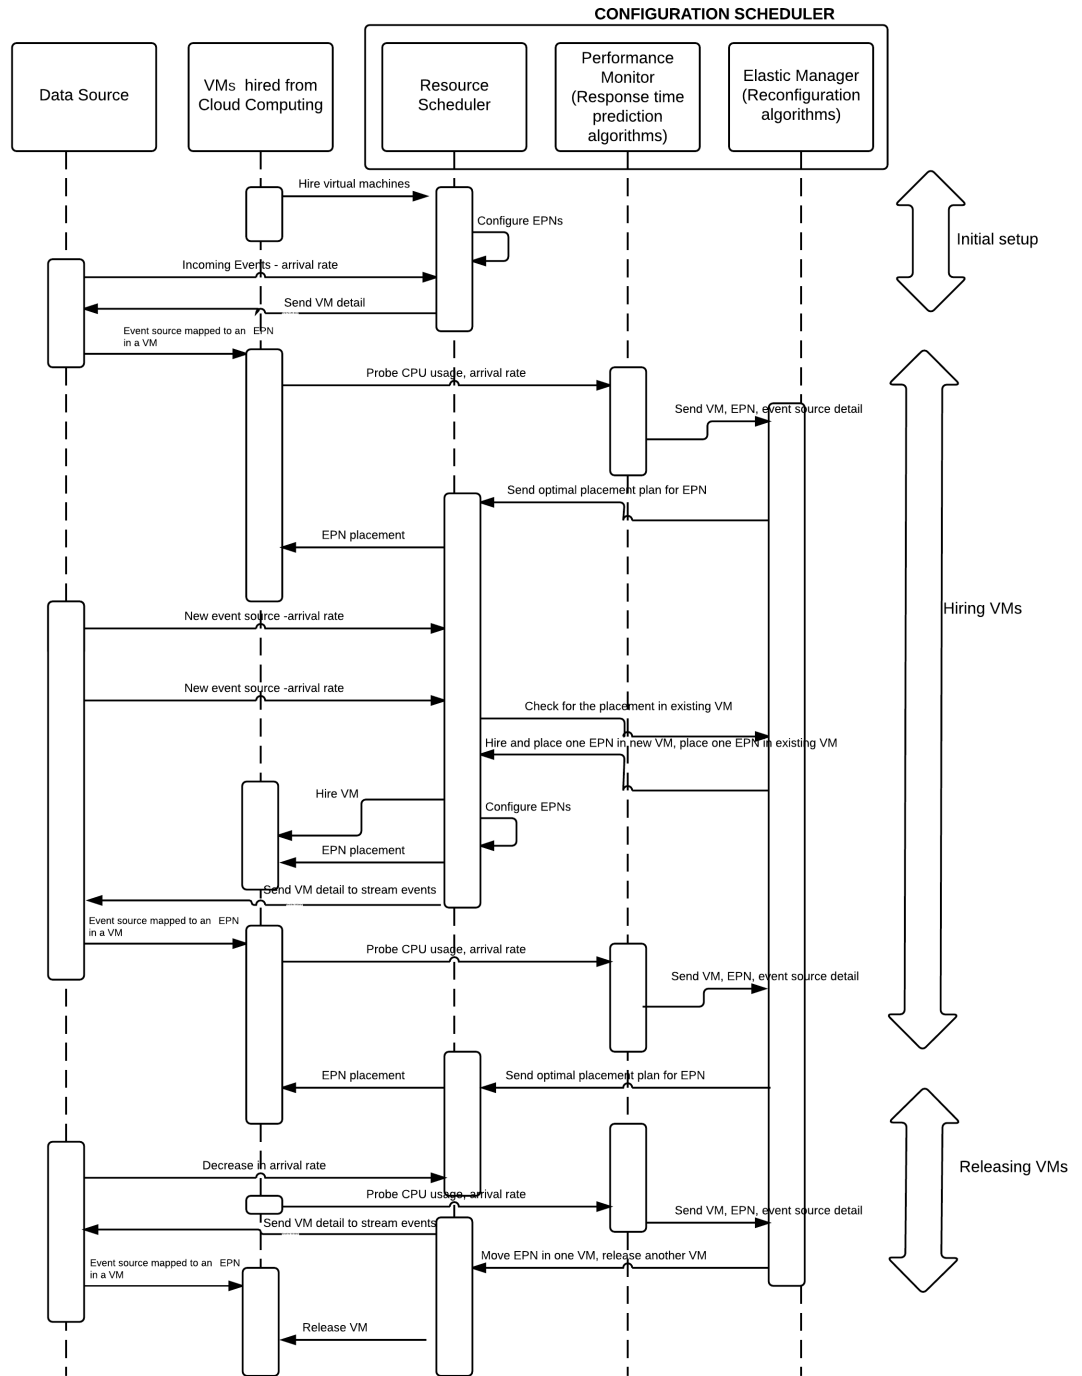 CONFIGURATION SCHEDULER
Data Source
VMs hired from
Cloud Computing
Resource
Scheduler
Performance
Monitor
(Response time
prediction
algorithms)
Elastic Manager
(Reconfiguration
algorithms)
Hire virtual machines
Configure EPNs
Initial setup
Incoming Events - arrival rate
Send VM detail
Event source mapped to an EPN
in a VM
Probe CPU usage, arrival rate
Send VM, EPN, event source detail
Send optimal placement plan for EPN
EPN placement
Hiring VMs
New event source -arrival rate
New event source -arrival rate
Check for the placement in existing VM
Hire and place one EPN in new VM, place one EPN in existing VM
Hire VM
Configure EPNs
EPN placement
Send VM detail to stream events
Event source mapped to an EPN
in a VM
Probe CPU usage, arrival rate
Send VM, EPN, event source detail
Send optimal placement plan for EPN
EPN placement
Releasing VMs
Decrease in arrival rate
Probe CPU usage, arrival rate
Send VM, EPN, event source detail
Send VM detail to stream events
Move EPN in one VM, release another VM
Event source mapped to an EPN
in a VM
Release VM